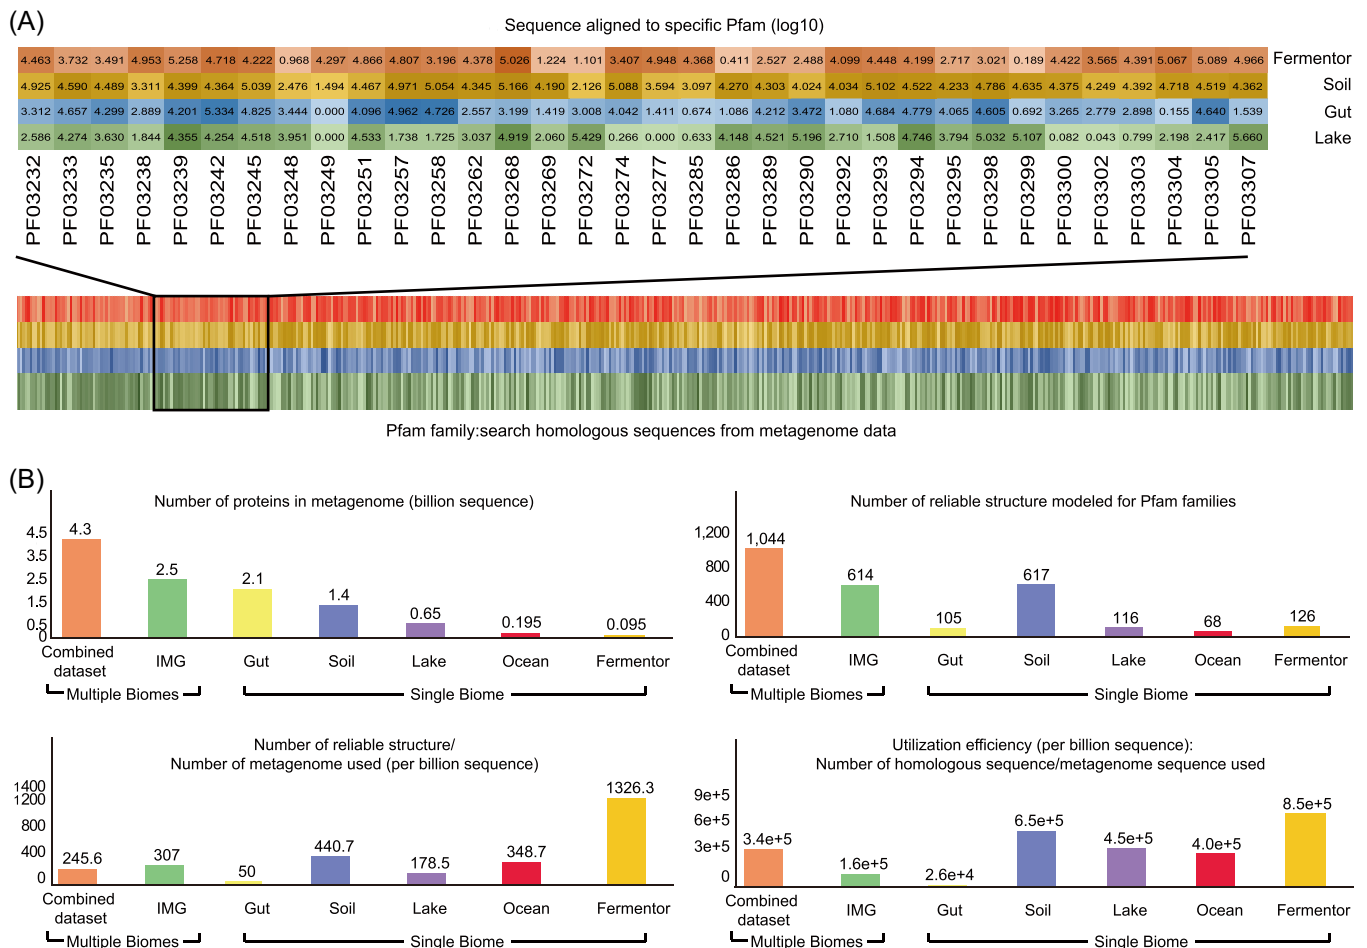 (A)
Sequence aligned to specific Pfam (log10)
4.463 3.732 3.491 4.953 5.258 4.718 4.222 0.968 4.297 4.866 4.807 3.196 4.378 5.026 1.224 1.101 3.407 4.948 4.368 0.411 2.527 2.488 4.099 4.448 4.199 2.717 3.021 0.189 4.422 3.565 4.391 5.067 5.089 4.966 Fermentor
4.925 4.590 4.489 3.311 4.399 4.364 5.039 2.476 1.494 4.467 4.971 5.054 4.345 5.166 4.190 2.126 5.088 3.594 3.097 4.270 4.303 4.024 4.034 5.102 4.522 4.233 4.786 4.635 4.375 4.249 4.392 4.718 4.519 4.362 Soil
3.312 4.657 4.299 2.889 4.201 5.334 4.825 3.444 0.000 4.096 4.962 4.728 2.557 3.199 1.419 3.008 4.042 1.411 0.674 1.086 4.212 3.472 1.080 4.684 4.779 4.486 4.605 0.692 3.265 2.779 2.898 0.155 4.640 1.539 Gut
2.586 4.274 3.630 1.844 4.355 4.254 4.518 3.951 0.000 4.533 1.738 1.725 3.037 4.919 2.060 5.429 0.266 0.000 0.633 4.148 4.521 5.196 2.710 1.508 4.746 3.794 5.032 5.107 0.082 0.043 0.799 2.198 2.417 5.660 Lake
PF03232 PF03233 PF03235 PF03238 PF03239 PF03242 PF03245 PF03248 PF03249 PF03251 PF03257 PF03258 PF03262 PF03268 PF03269 PF03272 PF03274 PF03277 PF03285 PF03286 PF03289 PF03290 PF03292 PF03293 PF03294 PF03295 PF03298 PF03299 PF03300 PF03302 PF03303 PF03304 PF03305 PF03307
Pfam family:search homologous sequences from metagenome data
(B)
Number of proteins in metagenome (billion sequence)
4.5
3.5
2.5
1.5
0.5
0
4.3 2.5 2.1 1.4 0.65 0.195 0.095
Combined
dataset IMG Gut Soil Lake Ocean Fermentor
Multiple Biomes Single Biome
Number of reliable structure modeled for Pfam families
1,200
800
400
0
1,044 614 105 617 116 68 126
Combined
dataset IMG Gut Soil Lake Ocean Fermentor
Multiple Biomes Single Biome
Number of reliable structure/
Number of metagenome used (per billion sequence)
1400
1200
800
400
0
245.6 307 50 440.7 178.5 348.7 1326.3
Combined
dataset IMG Gut Soil Lake Ocean Fermentor
Multiple Biomes Single Biome
Utilization efficiency (per billion sequence):
Number of homologous sequence/metagenome sequence used
9e+5
6e+5
3e+5
0
3.4e+5 1.6e+5 2.6e+4 6.5e+5 4.5e+5 4.0e+5 8.5e+5
Combined
dataset IMG Gut Soil Lake Ocean Fermentor
Multiple Biomes Single Biome